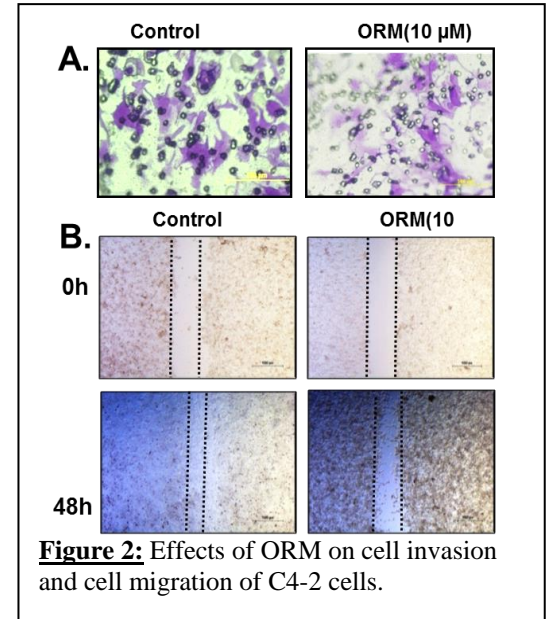 Control ORM(10 µM)
A.
Control ORM(10
B.
0h
48h
Figure 2: Effects of ORM on cell invasion
and cell migration of C4-2 cells.